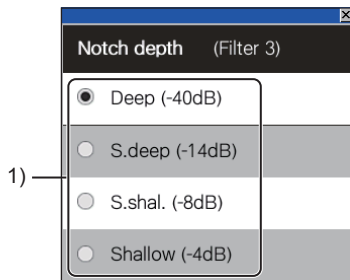 Notch depth (Filter 3)
Deep (-40dB)
S.deep (-14dB)
1)
S.shal. (-8dB)
Shallow (-4dB)